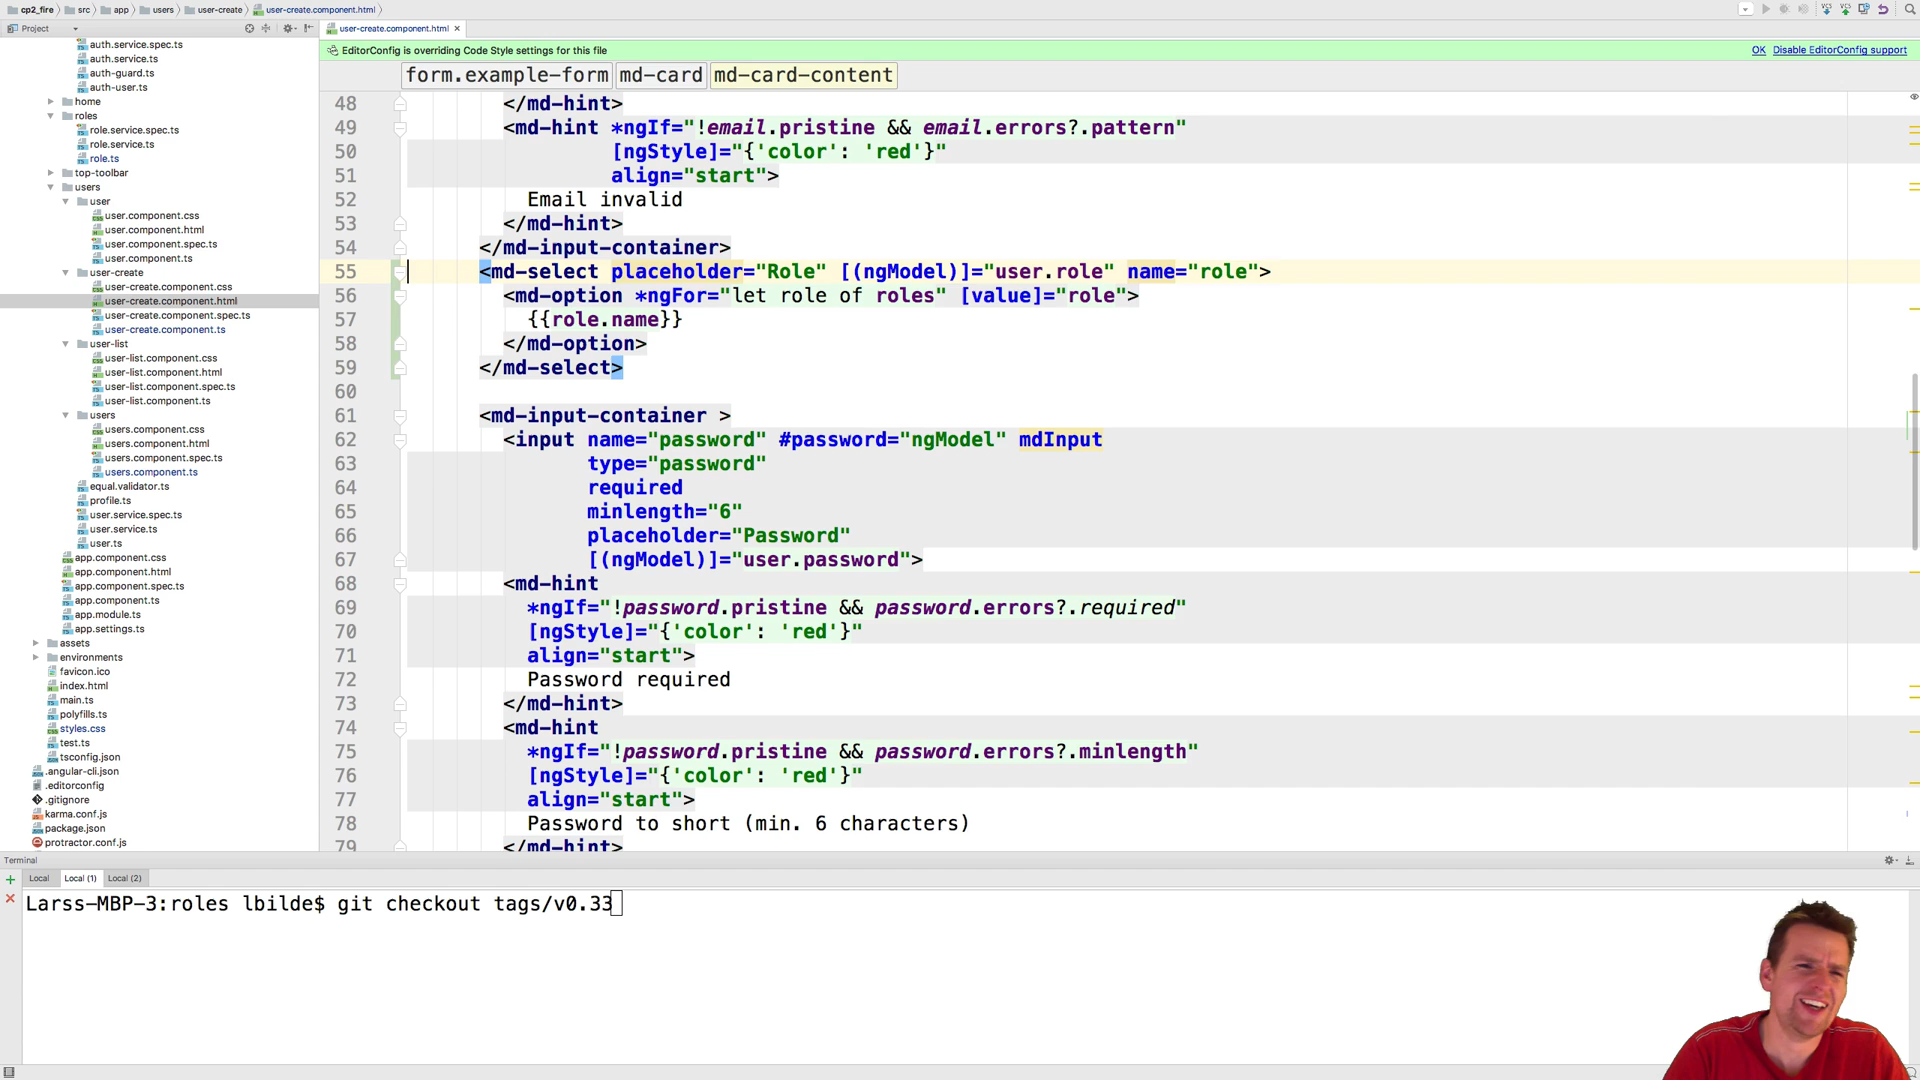 cp2_fire src app users user-create user-create.component.html
Project
user-create.component.html
auth.service.spec.ts
auth.service.ts
auth-guard.ts
auth-user.ts
home
roles
role.service.spec.ts
role.service.ts
role.ts
top-toolbar
users
user
user.component.css
user.component.html
user.component.spec.ts
user.component.ts
user-create
user-create.component.css
user-create.component.html
user-create.component.spec.ts
user-create.component.ts
user-list
user-list.component.css
user-list.component.html
user-list.component.spec.ts
user-list.component.ts
users
users.component.css
users.component.html
users.component.spec.ts
users.component.ts
equal.validator.ts
profile.ts
user.service.spec.ts
user.service.ts
user.ts
app.component.css
app.component.html
app.component.spec.ts
app.component.ts
app.module.ts
app.settings.ts
assets
environments
favicon.ico
index.html
main.ts
polyfills.ts
styles.css
test.ts
tsconfig.json
.angular-cli.json
.editorconfig
.gitignore
karma.conf.js
package.json
protractor.conf.js
EditorConfig is overriding Code Style settings for this file OK Disable EditorConfig support
form.example-form md-card md-card-content
48 </md-hint>
49 <md-hint *ngIf="!email.pristine && email.errors?.pattern"
50 [ngStyle]="{'color': 'red'}"
51 align="start">
52 Email invalid
53 </md-hint>
54 </md-input-container>
55 <md-select placeholder="Role" [(ngModel)]="user.role" name="role">
56 <md-option *ngFor="let role of roles" [value]="role">
57 {{role.name}}
58 </md-option>
59 </md-select>
60
61 <md-input-container >
62 <input name="password" #password="ngModel" mdInput
63 type="password"
64 required
65 minlength="6"
66 placeholder="Password"
67 [(ngModel)]="user.password">
68 <md-hint
69 *ngIf="!password.pristine && password.errors?.required"
70 [ngStyle]="{'color': 'red'}"
71 align="start">
72 Password required
73 </md-hint>
74 <md-hint
75 *ngIf="!password.pristine && password.errors?.minlength"
76 [ngStyle]="{'color': 'red'}"
77 align="start">
78 Password to short (min. 6 characters)
79 </md-hint>
Terminal
Local Local (1) Local (2)
Larss-MBP-3:roles lbilde$ git checkout tags/v0.33